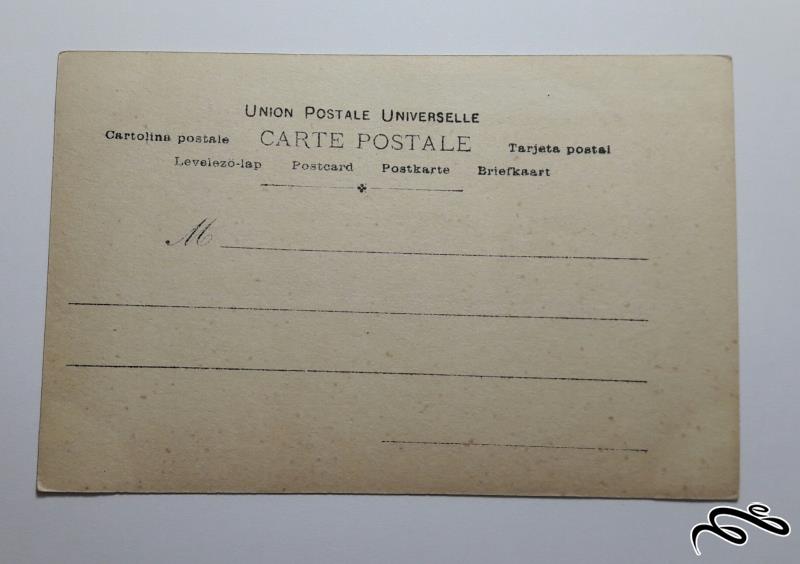 UNION POSTALE UNIVERSELLE
Cartolina postale CARTE POSTALE Tarjeta postal
Levelezö-lap Postcard Postkarte Briefkaart
M